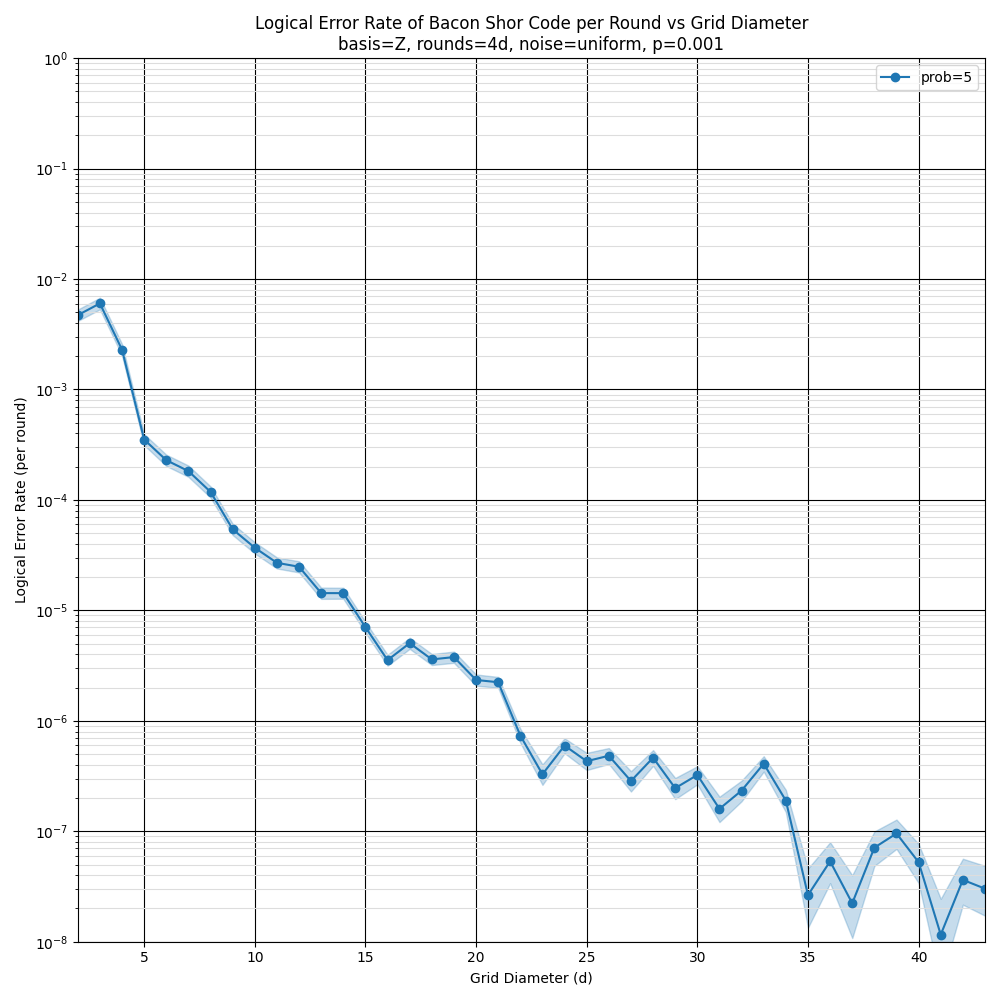 Logical Error Rate of Bacon Shor Code per Round vs Grid Diameter
basis=Z, rounds=4d, noise=uniform, p=0.001
prob=5
10⁰
10⁻¹
10⁻²
10⁻³
10⁻⁴
10⁻⁵
10⁻⁶
10⁻⁷
10⁻⁸
Logical Error Rate (per round)
5 10 15 20 25 30 35 40
Grid Diameter (d)